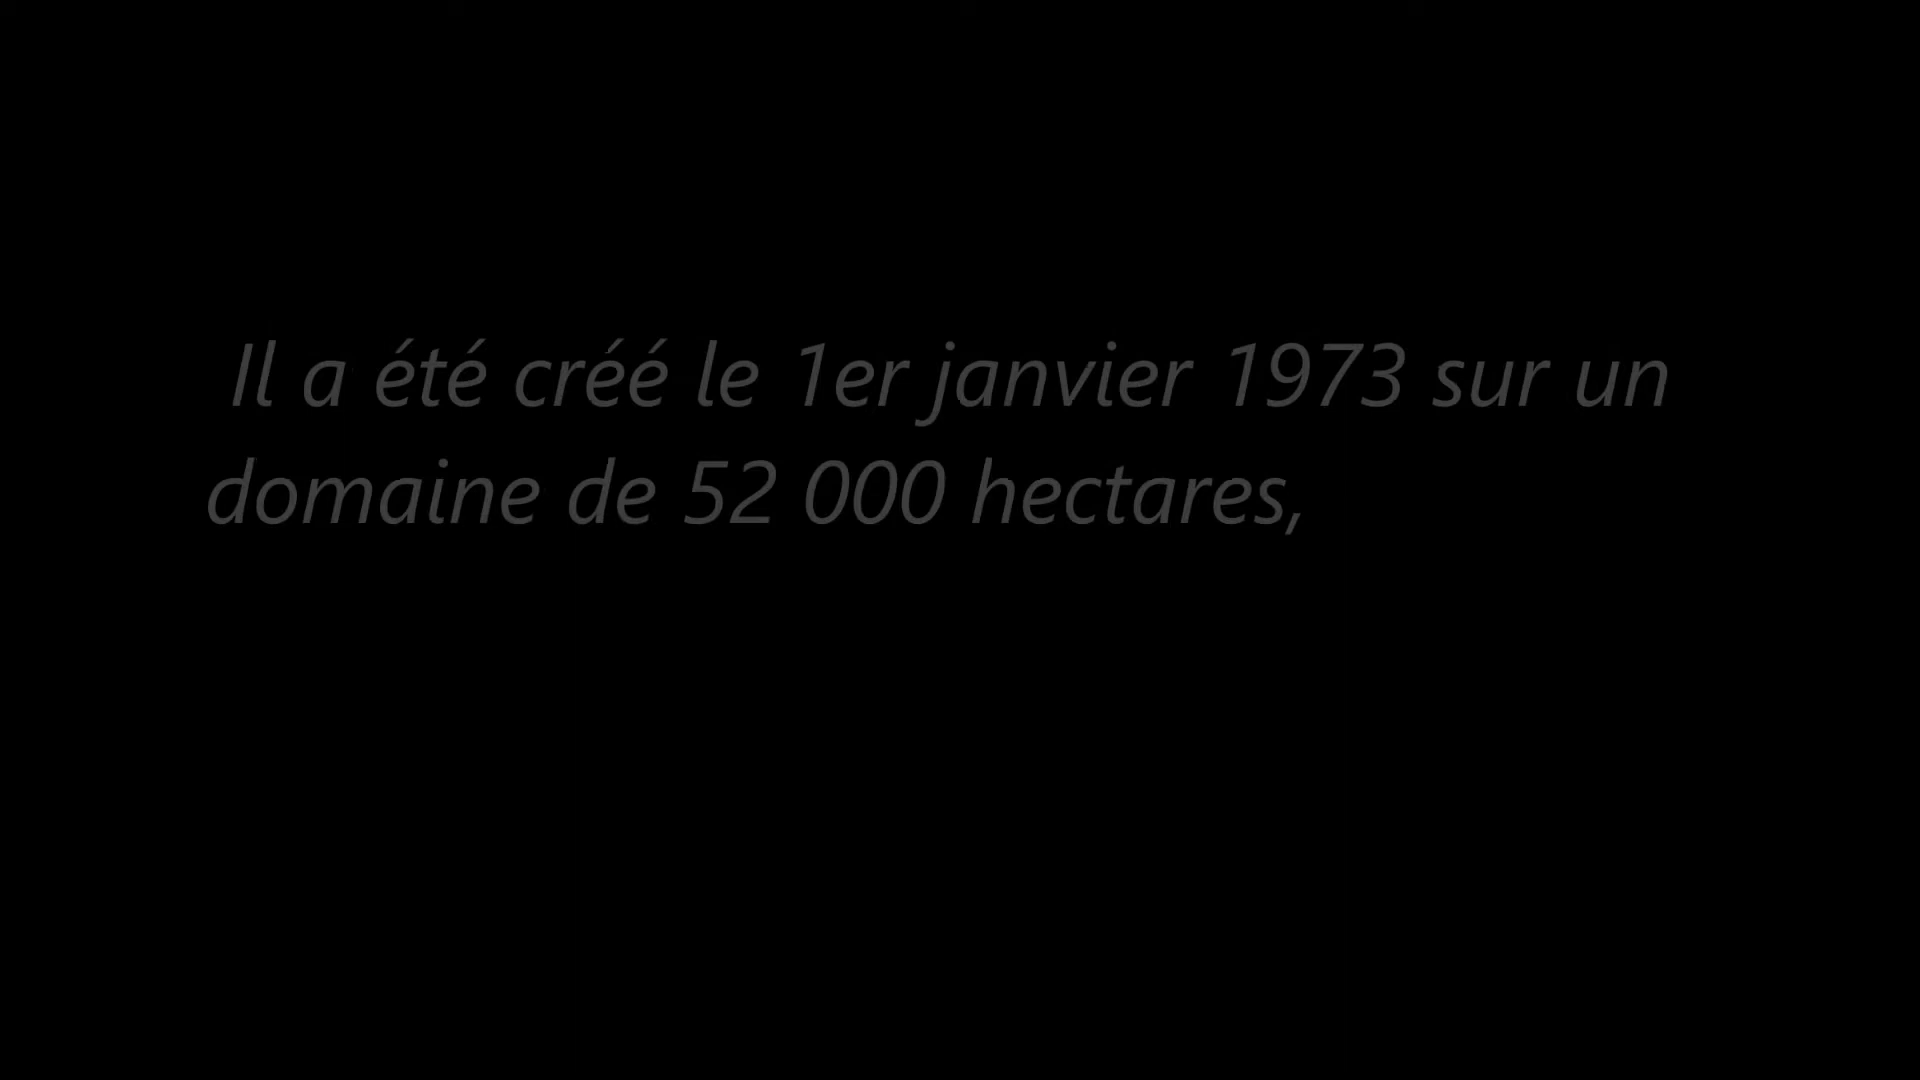 Il a été créé le 1er janvier 1973 sur un
domaine de 52 000 hectares,